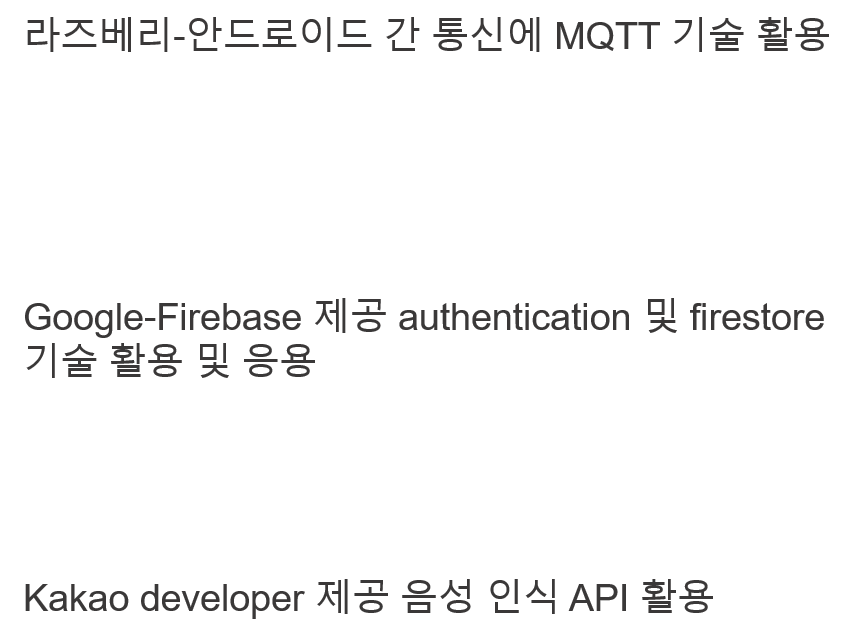 라즈베리-안드로이드 간 통신에 MQTT 기술 활용
Google-Firebase 제공 authentication 및 firestore
기술 활용 및 응용
Kakao developer 제공 음성 인식 API 활용